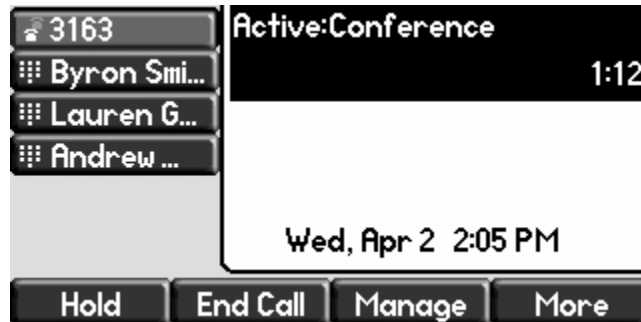 3163
Byron Smi...
Lauren G...
Andrew ...
Active:Conference
1:12
Wed, Apr 2 2:05 PM
Hold End Call Manage More